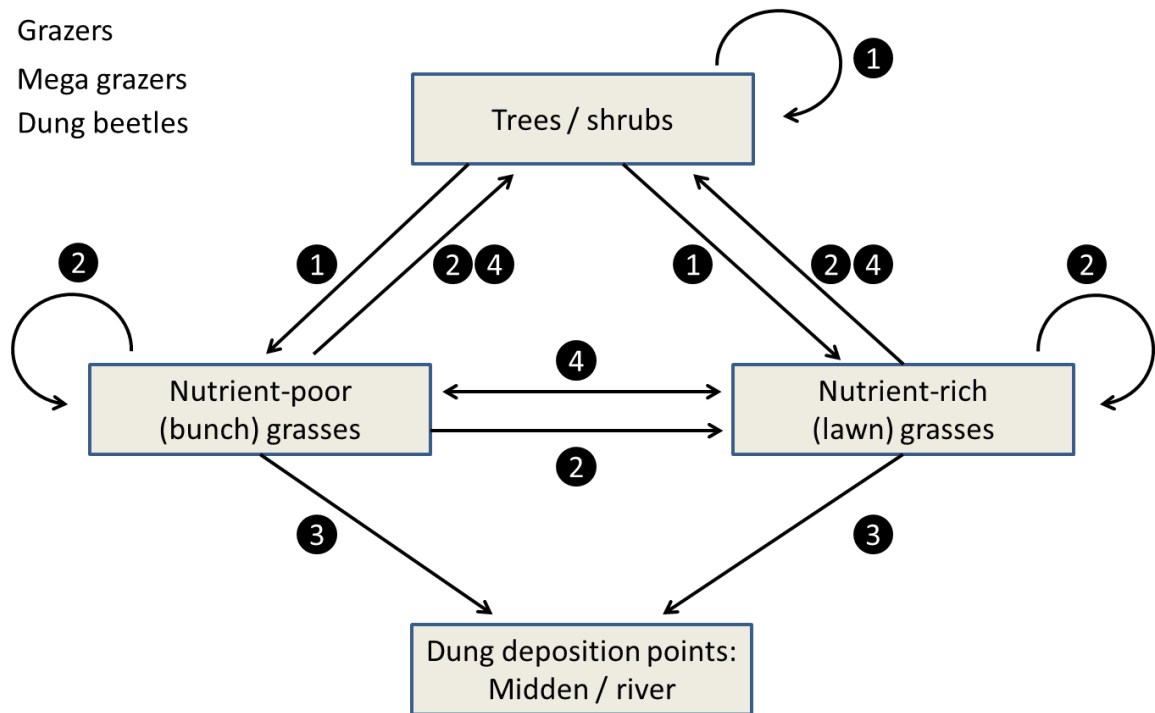 Grazers
Mega grazers
Dung beetles
1
Trees / shrubs
2
1
2 4
1
2 4
2
4
Nutrient-poor
(bunch) grasses
Nutrient-rich
(lawn) grasses
2
3
3
Dung deposition points:
Midden / river